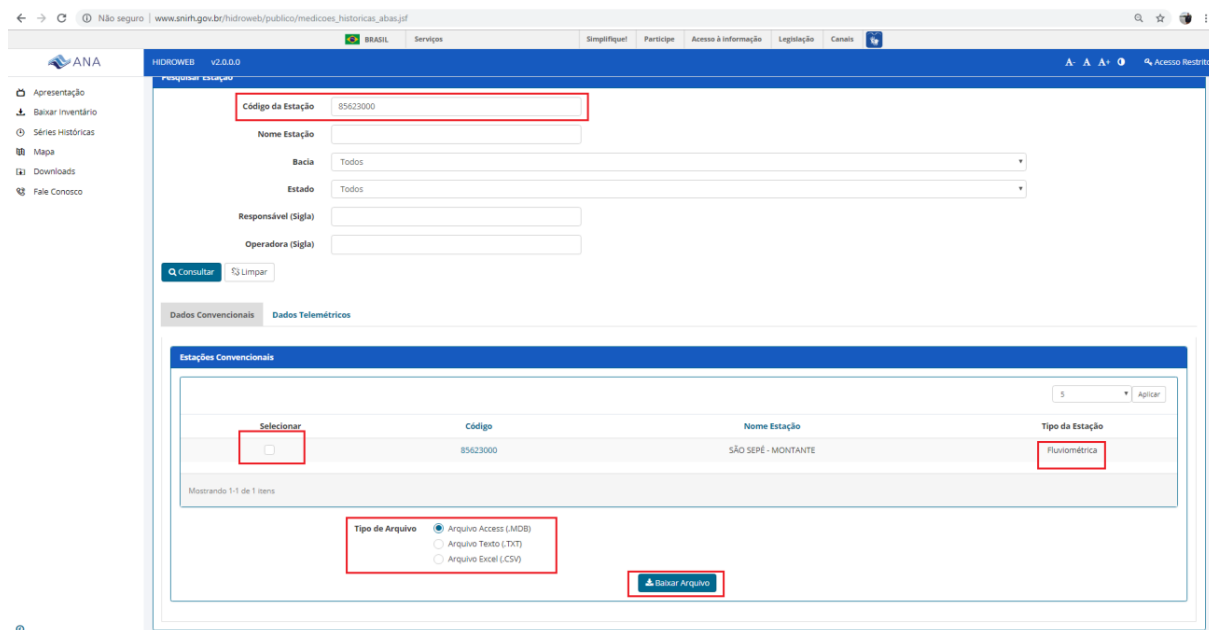 Não seguro | www.snirh.gov.br/hidroweb/publico/medicoes_historicas_abas.jsf
BRASIL Serviços Simplifique! Participe Acesso à informação Legislação Canais
ANA HIDROWEB v2.0.0.0 A- A A+ Acesso Restrito
Pesquisar Estação
Apresentação
Baixar Inventário
Séries Históricas
Mapa
Downloads
Fale Conosco
Código da Estação 85623000
Nome Estação
Bacia Todos
Estado Todos
Responsável (Sigla)
Operadora (Sigla)
Consultar Limpar
Dados Convencionais Dados Telemétricos
Estações Convencionais
5 Aplicar
Selecionar Código Nome Estação Tipo da Estação
85623000 SÃO SEPÉ - MONTANTE Fluviométrica
Mostrando 1-1 de 1 itens
Tipo de Arquivo Arquivo Access (.MDB)
Arquivo Texto (.TXT)
Arquivo Excel (.CSV)
Baixar Arquivo